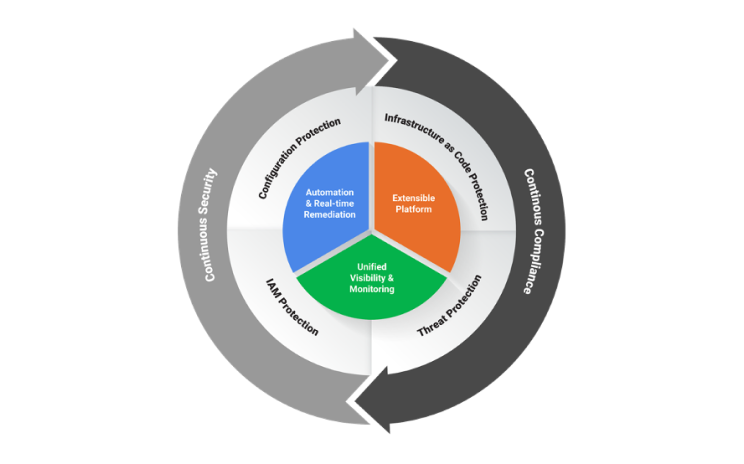 Configuration Protection
Infrastructure as Code Protection
Continuous Security
Continous Compliance
Automation
& Real-time
Remediation
Extensible
Platform
Unified
Visibility &
Monitoring
IAM Protection
Threat Protection